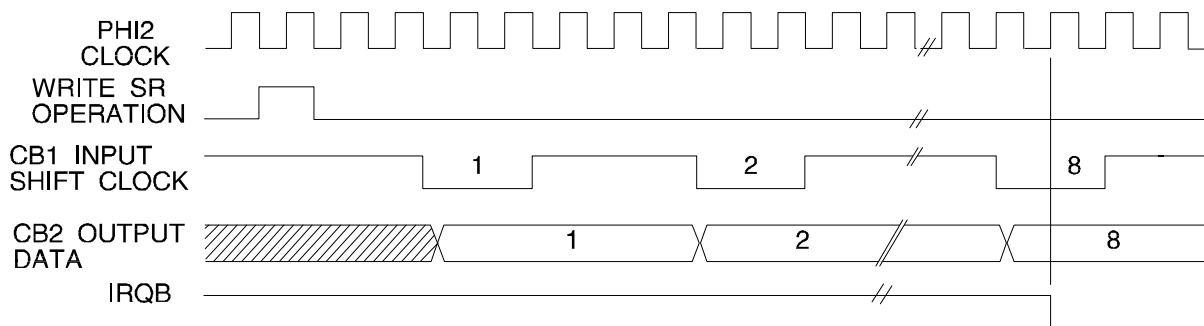 PHI2
CLOCK
WRITE SR
OPERATION
CB1 INPUT
SHIFT CLOCK
1
2
8
CB2 OUTPUT
DATA
1
2
8
IRQB